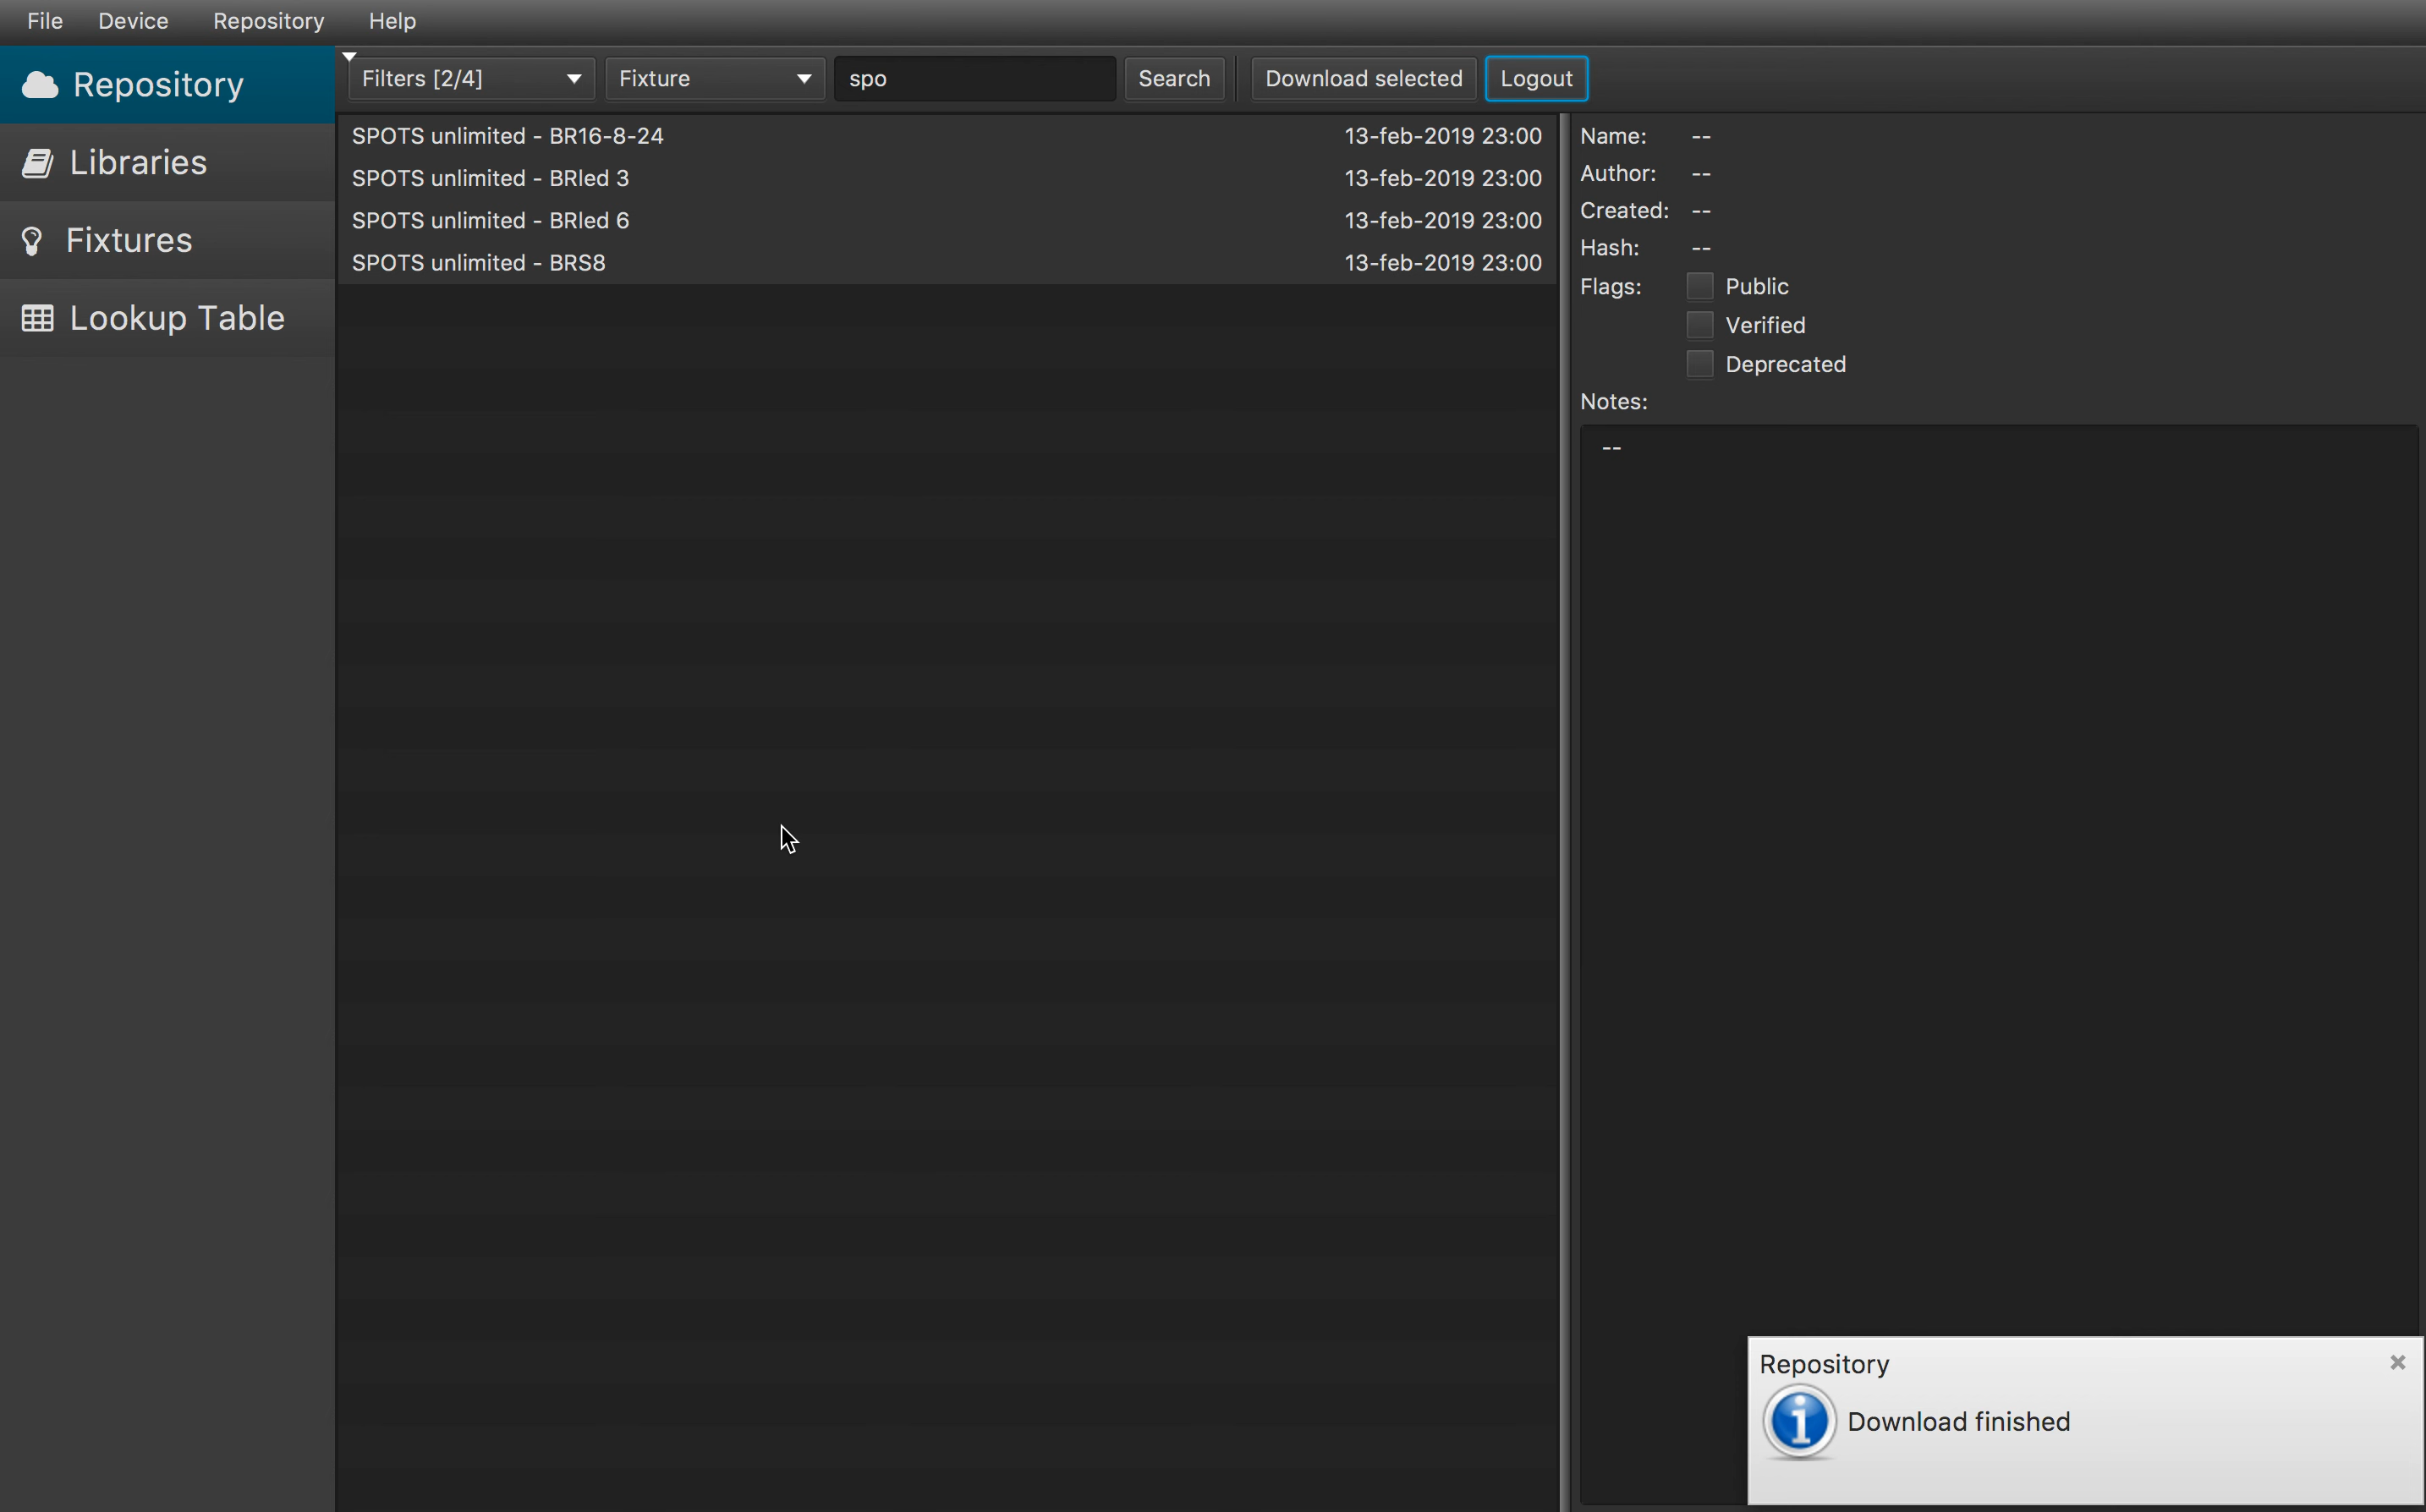 File Device Repository Help
Repository
Libraries
Fixtures
Lookup Table
Filters [2/4] Fixture spo Search Download selected Logout
SPOTS unlimited - BR16-8-24 13-feb-2019 23:00
SPOTS unlimited - BRled 3 13-feb-2019 23:00
SPOTS unlimited - BRled 6 13-feb-2019 23:00
SPOTS unlimited - BRS8 13-feb-2019 23:00
Name: --
Author: --
Created: --
Hash: --
Flags: Public
Verified
Deprecated
Notes:
--
Repository
Download finished